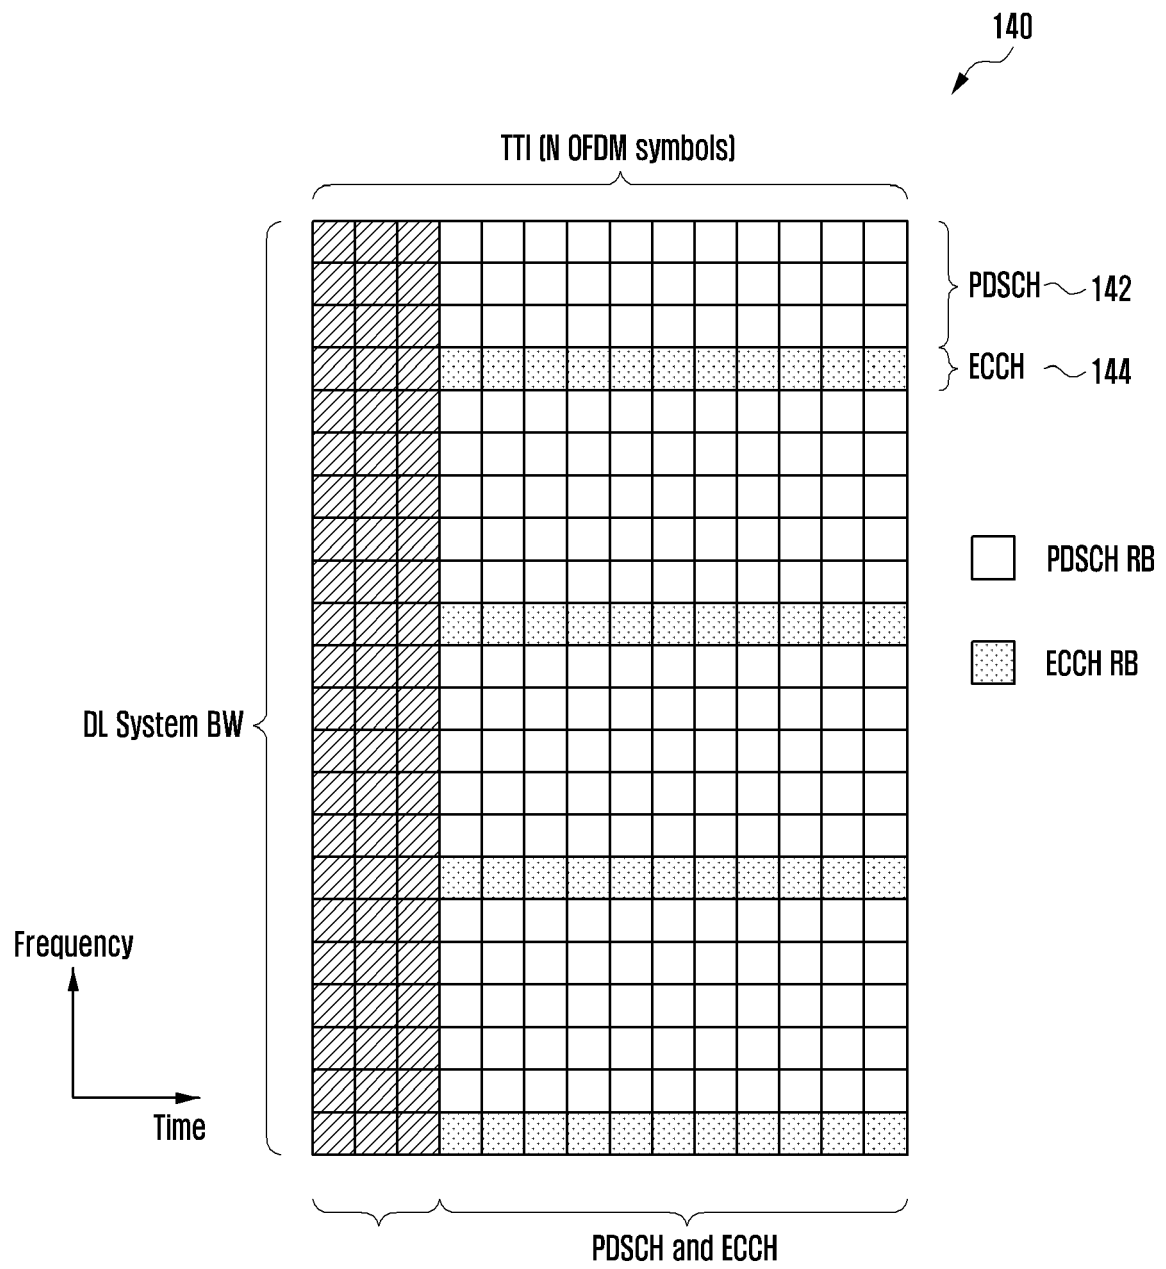 140
TTI (N OFDM symbols)
PDSCH 142
ECCH 144
PDSCH RB
ECCH RB
DL System BW
Frequency
Time
PDSCH and ECCH